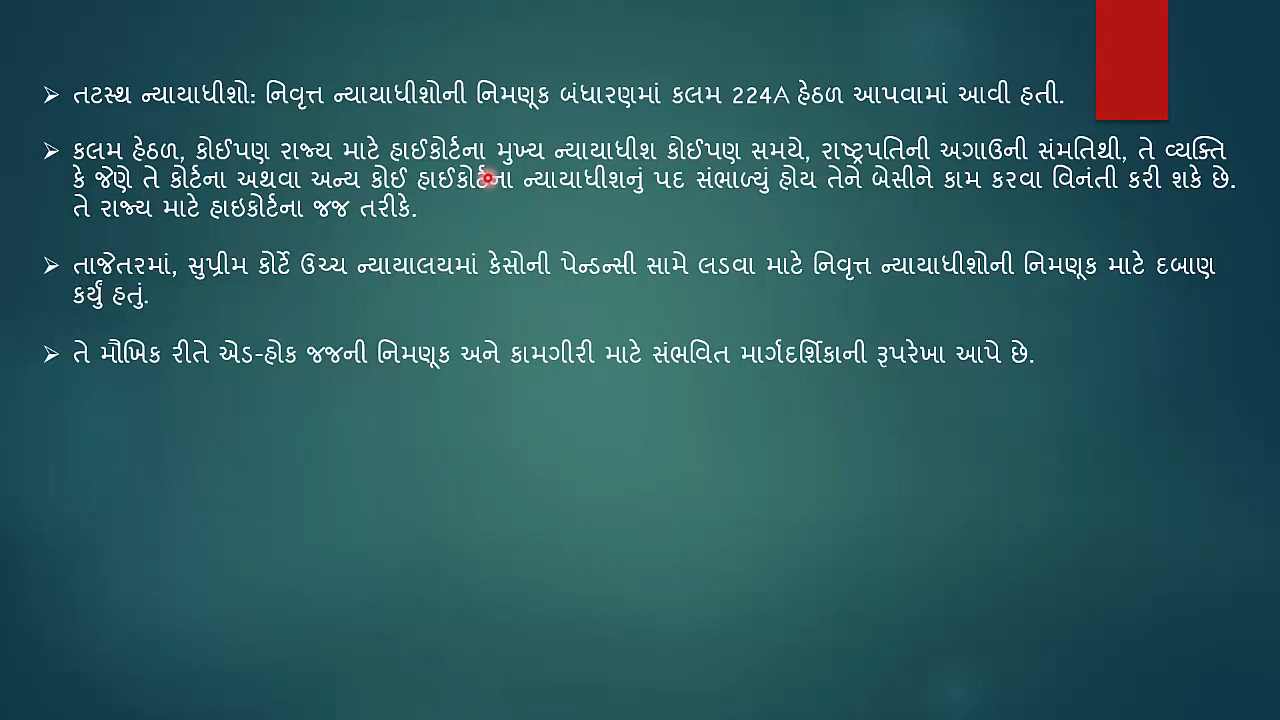 ➢ તટસ્થ ન્યાયાધીશો: નિવૃત્ત ન્યાયાધીશોની નિમણૂક બંધારણમાં કલમ 224A હેઠળ આપવામાં આવી હતી.
➢ કલમ હેઠળ, કોઈપણ રાજ્ય માટે હાઈકોર્ટના મુખ્ય ન્યાયાધીશ કોઈપણ સમયે, રાષ્ટ્રપતિની અગાઉની સંમતિથી, તે વ્યક્તિ
કે જેણે તે કોર્ટના અથવા અન્ય કોઈ હાઈકોર્ટના ન્યાયાધીશનું પદ સંભાળ્યું હોય તેને બેસીને કામ કરવા વિનંતી કરી શકે છે.
તે રાજ્ય માટે હાઇકોર્ટના જજ તરીકે.
➢ તાજેતરમાં, સુપ્રીમ કોર્ટે ઉચ્ચ ન્યાયાલયમાં કેસોની પેન્ડન્સી સામે લડવા માટે નિવૃત્ત ન્યાયાધીશોની નિમણૂક માટે દબાણ
કર્યું હતું.
➢ તે મૌખિક રીતે એડ-હોક જજની નિમણૂક અને કામગીરી માટે સંભવિત માર્ગદર્શિકાની રૂપરેખા આપે છે.